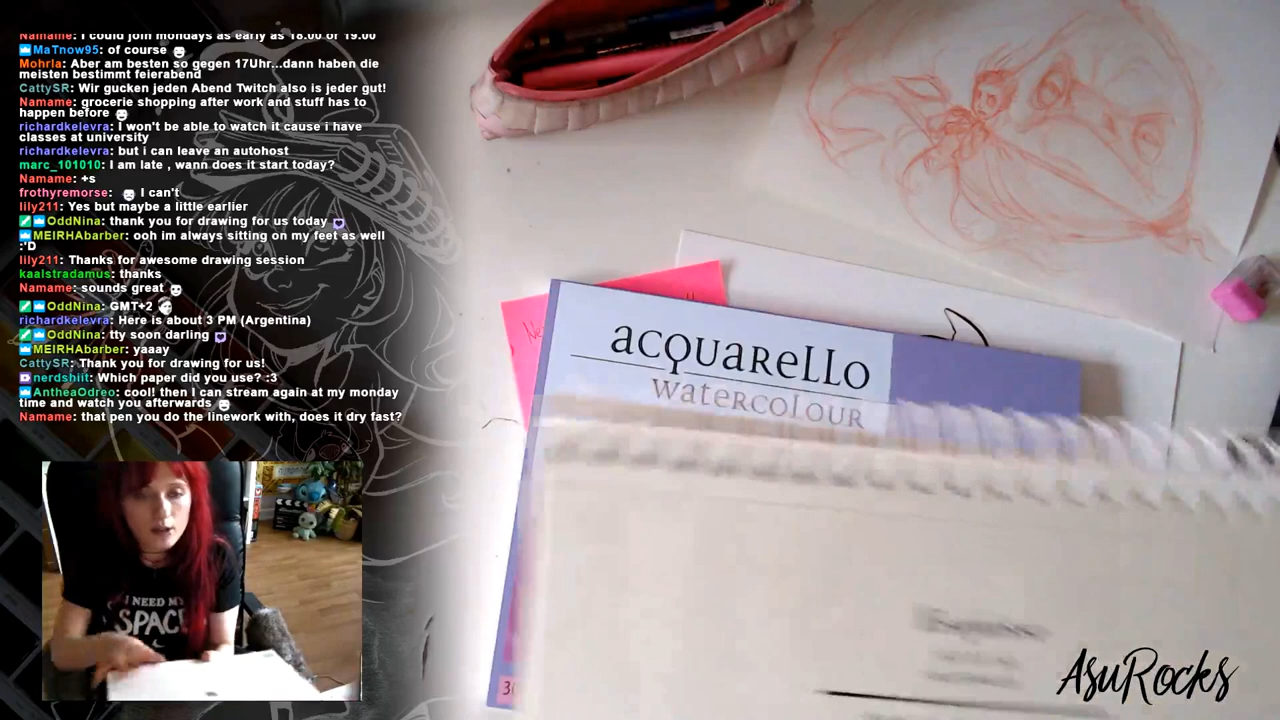 Namame: I could join mondays as early as 18:00 or 19:00
MaTnow95: of course
Mohrla: Aber am besten so gegen 17Uhr...dann haben die
meisten bestimmt feierabend
CattySR: Wir gucken jeden Abend Twitch also is jeder gut!
Namame: grocerie shopping after work and stuff has to
happen before
richardkelevra: I won't be able to watch it cause i have
classes at university
richardkelevra: but i can leave an autohost
marc_101010: I am late , wann does it start today?
Namame: +s
frothyremorse: I can't
lily211: Yes but maybe a little earlier
OddNina: thank you for drawing for us today
MEIRHAbarber: ooh im always sitting on my feet as well
:'D
lily211: Thanks for awesome drawing session
kaalstradamus: thanks
Namame: sounds great
OddNina: GMT+2
richardkelevra: Here is about 3 PM (Argentina)
OddNina: tty soon darling
MEIRHAbarber: yaaay
CattySR: Thank you for drawing for us!
nerdshiit: Which paper did you use? :3
AntheaOdreo: cool! then I can stream again at my monday
time and watch you afterwards
Namame: that pen you do the linework with, does it dry fast?
acquarello
watercolour
I NEED MY
SPACE
AsuRocks